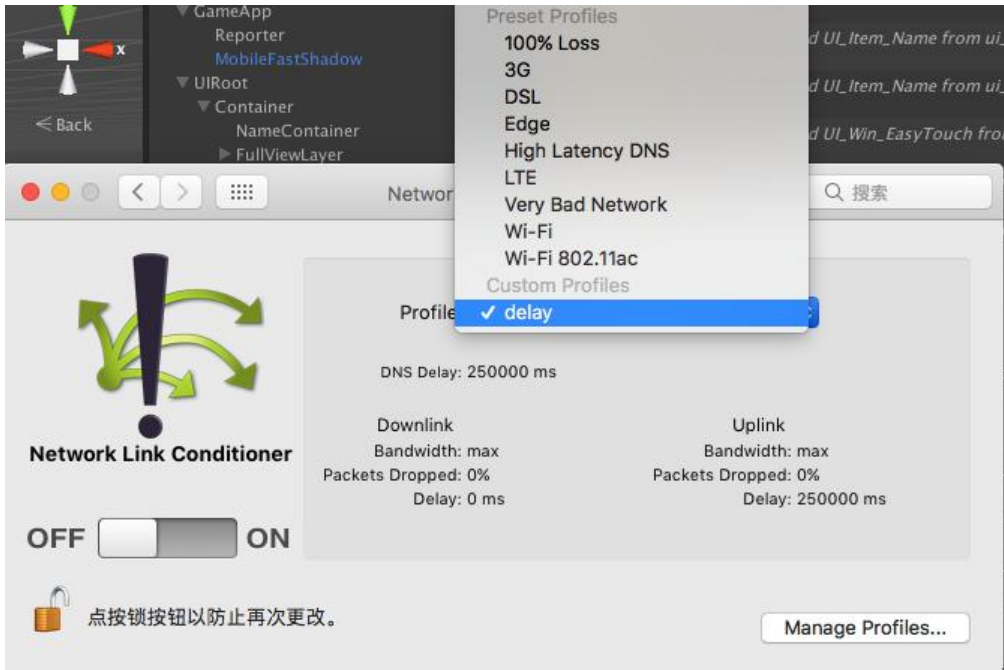 GameApp
Reporter
MobileFastShadow
UIRoot
Container
NameContainer
FullViewLayer
x
Back
d UI_Item_Name from ui_
d UI_Item_Name from ui_
d UI_Win_EasyTouch fro
Preset Profiles
100% Loss
3G
DSL
Edge
High Latency DNS
LTE
Very Bad Network
Wi-Fi
Wi-Fi 802.11ac
Custom Profiles
✓ delay
Networ
搜索
Profile
DNS Delay: 250000 ms
Downlink
Bandwidth: max
Packets Dropped: 0%
Delay: 0 ms
Uplink
Bandwidth: max
Packets Dropped: 0%
Delay: 250000 ms
Network Link Conditioner
OFF ON
点按锁按钮以防止再次更改。
Manage Profiles...